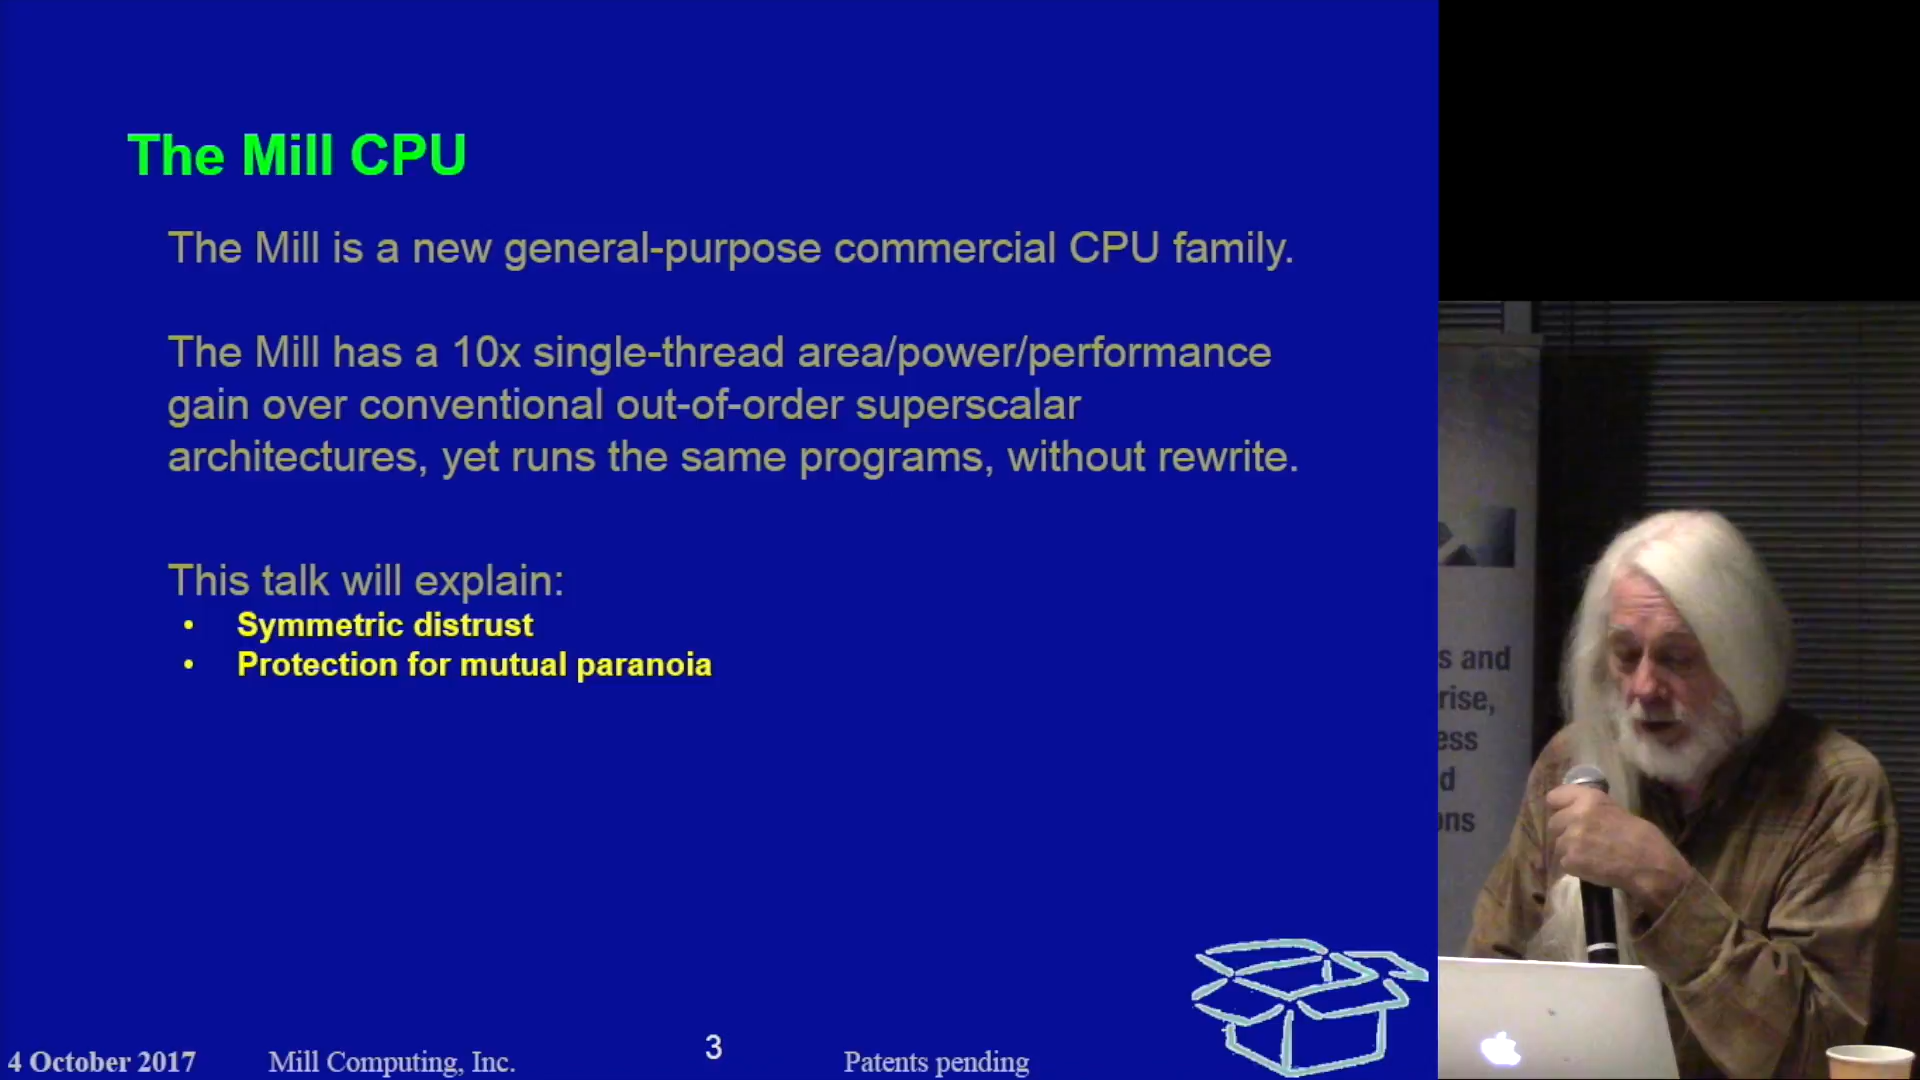 The Mill CPU
The Mill is a new general-purpose commercial CPU family.
The Mill has a 10x single-thread area/power/performance
gain over conventional out-of-order superscalar
architectures, yet runs the same programs, without rewrite.
This talk will explain:
• Symmetric distrust
• Protection for mutual paranoia
4 October 2017 Mill Computing, Inc. 3 Patents pending
s and
rise,
ess
d
ons